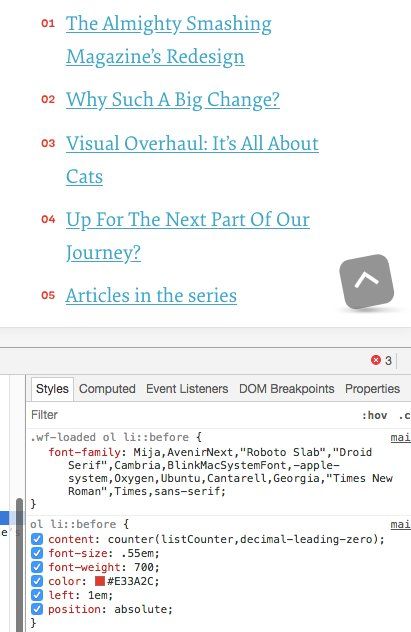 01 The Almighty Smashing
Magazine’s Redesign
02 Why Such A Big Change?
03 Visual Overhaul: It’s All About
Cats
04 Up For The Next Part Of Our
Journey?
05 Articles in the series
3
Styles Computed Event Listeners DOM Breakpoints Properties
Filter :hov .c
.wf-loaded ol li::before { mai
font-family: Mija,AvenirNext,"Roboto Slab","Droid
Serif",Cambria,BlinkMacSystemFont,-apple-
system,Oxygen,Ubuntu,Cantarell,Georgia,"Times New
Roman",Times,sans-serif;
}
ol li::before { mai
e's
content: counter(listCounter,decimal-leading-zero);
font-size: .55em;
font-weight: 700;
color: #E33A2C;
left: 1em;
position: absolute;
}